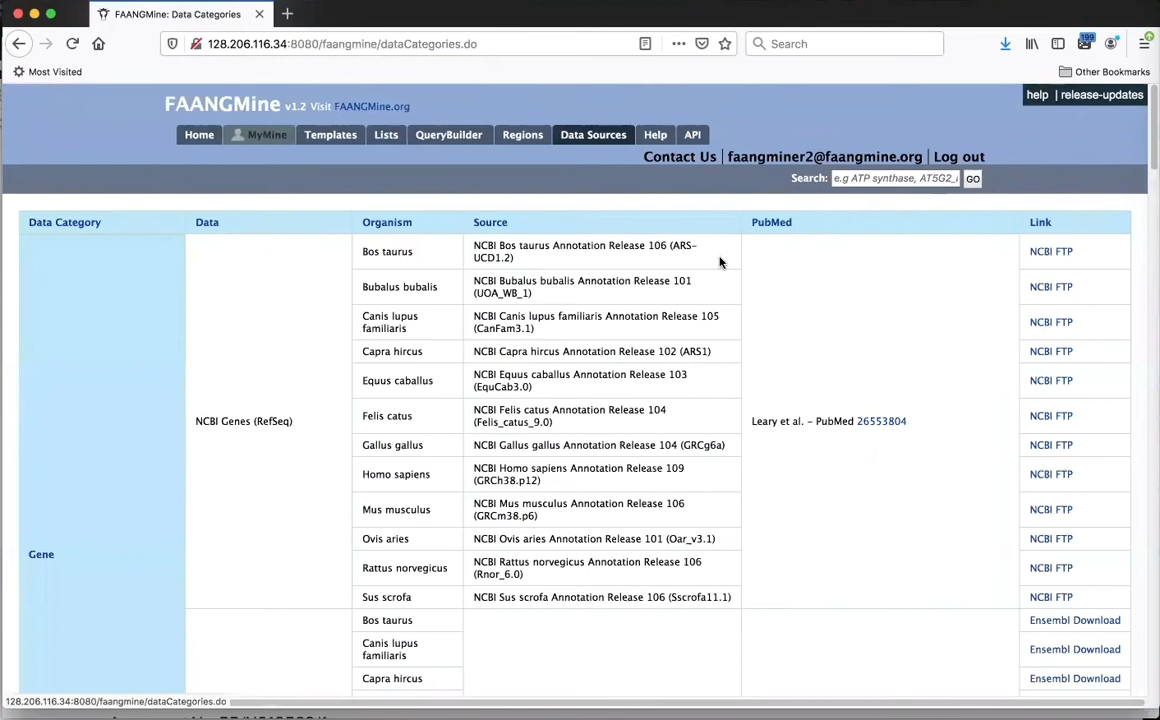 FAANGMine: Data Categories
128.206.116.34:8080/faangmine/dataCategories.do
Search
199
Most Visited
Other Bookmarks
FAANGMine v1.2 Visit FAANGMine.org
help | release-updates
Home MyMine Templates Lists QueryBuilder Regions Data Sources Help API
Contact Us | faangminer2@faangmine.org | Log out
Search: e.g ATP synthase, AT5G2_ GO
Data Category Data Organism Source PubMed Link
Bos taurus NCBI Bos taurus Annotation Release 106 (ARS-
UCD1.2) NCBI FTP
Bubalus bubalis NCBI Bubalus bubalis Annotation Release 101
(UOA_WB_1) NCBI FTP
Canis lupus
familiaris NCBI Canis lupus familiaris Annotation Release 105
(CanFam3.1) NCBI FTP
Capra hircus NCBI Capra hircus Annotation Release 102 (ARS1) NCBI FTP
Equus caballus NCBI Equus caballus Annotation Release 103
(EquCab3.0) NCBI FTP
NCBI Genes (RefSeq) Felis catus NCBI Felis catus Annotation Release 104
(Felis_catus_9.0) Leary et al. - PubMed 26553804 NCBI FTP
Gallus gallus NCBI Gallus gallus Annotation Release 104 (GRCg6a) NCBI FTP
Homo sapiens NCBI Homo sapiens Annotation Release 109
(GRCh38.p12) NCBI FTP
Mus musculus NCBI Mus musculus Annotation Release 106
(GRCm38.p6) NCBI FTP
Ovis aries NCBI Ovis aries Annotation Release 101 (Oar_v3.1) NCBI FTP
Gene
Rattus norvegicus NCBI Rattus norvegicus Annotation Release 106
(Rnor_6.0) NCBI FTP
Sus scrofa NCBI Sus scrofa Annotation Release 106 (Sscrofa11.1) NCBI FTP
Bos taurus Ensembl Download
Canis lupus
familiaris Ensembl Download
Capra hircus Ensembl Download
128.206.116.34:8080/faangmine/dataCategories.do